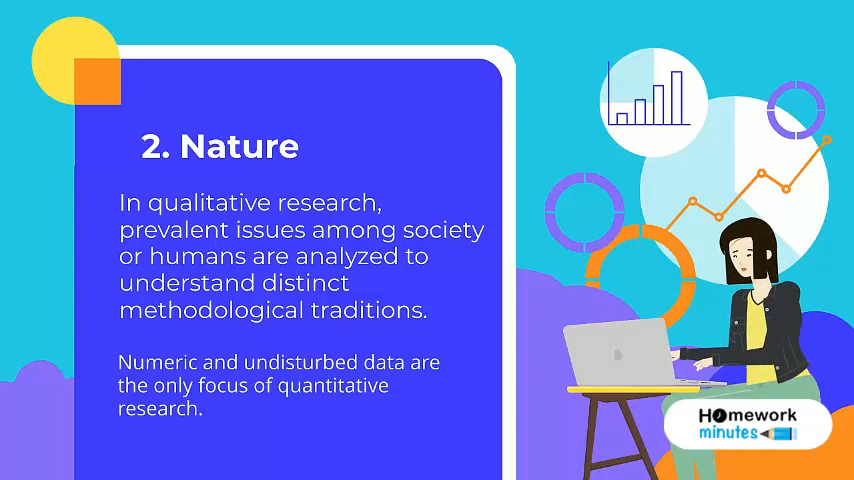 2. Nature
In qualitative research,
prevalent issues among society
or humans are analyzed to
understand distinct
methodological traditions.
Numeric and undisturbed data are
the only focus of quantitative
research.
Homework
minutes